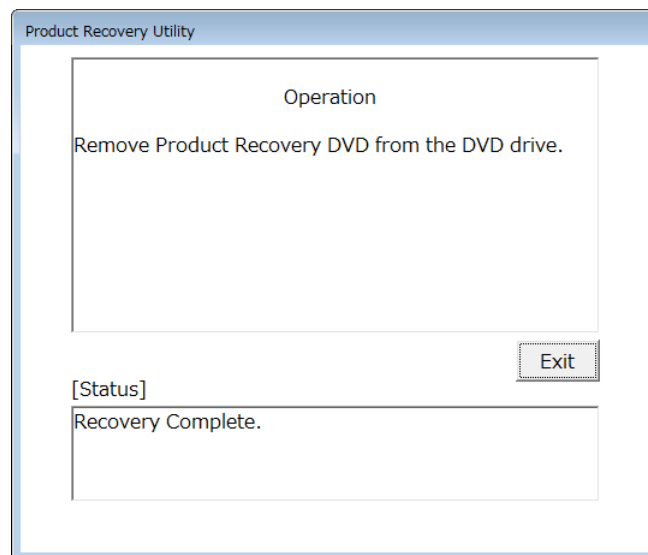 Product Recovery Utility
Operation
Remove Product Recovery DVD from the DVD drive.
Exit
[Status]
Recovery Complete.